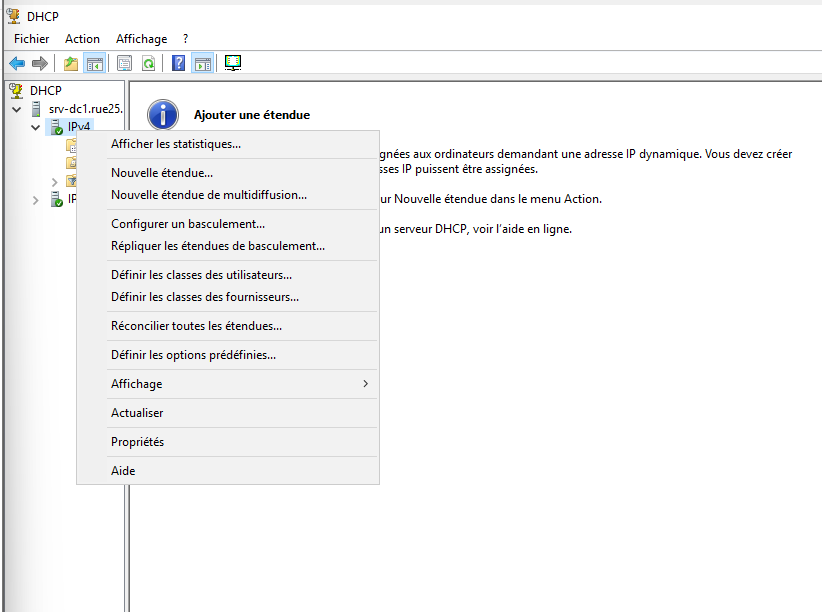 DHCP
Fichier Action Affichage ?
DHCP
srv-dc1.rue25.
IPv4
Ajouter une étendue
gnées aux ordinateurs demandant une adresse IP dynamique. Vous devez créer
sses IP puissent être assignées.
ur Nouvelle étendue dans le menu Action.
un serveur DHCP, voir l'aide en ligne.
Afficher les statistiques...
Nouvelle étendue...
Nouvelle étendue de multidiffusion...
Configurer un basculement...
Répliquer les étendues de basculement...
Définir les classes des utilisateurs...
Définir les classes des fournisseurs...
Réconcilier toutes les étendues...
Définir les options prédéfinies...
Affichage
Actualiser
Propriétés
Aide